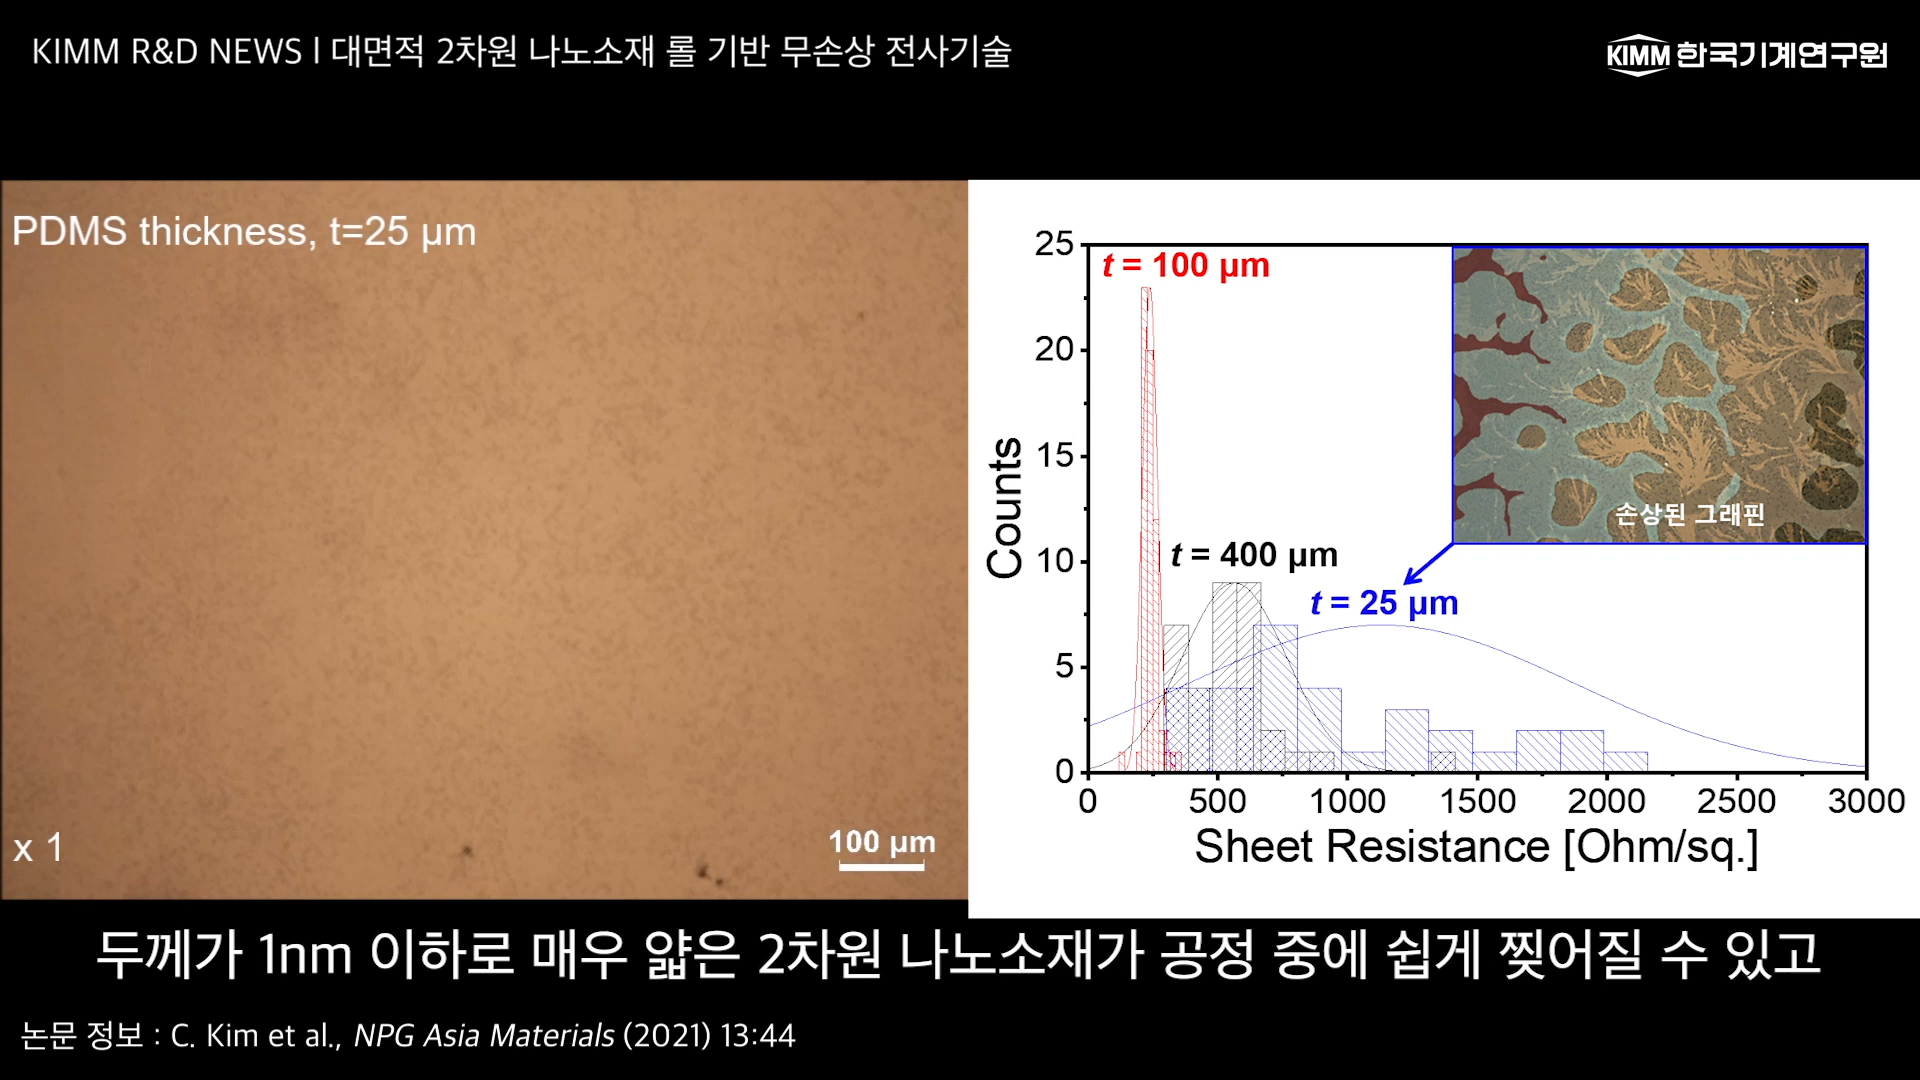 KIMM R&D NEWS | 대면적 2차원 나노소재 롤 기반 무손상 전사기술
KIMM 한국기계연구원
PDMS thickness, t=25 µm
x 1
100 µm
25
20
15
10
5
0
Counts
t = 100 µm
t = 400 µm
t = 25 µm
손상된 그래핀
0 500 1000 1500 2000 2500 3000
Sheet Resistance [Ohm/sq.]
두께가 1nm 이하로 매우 얇은 2차원 나노소재가 공정 중에 쉽게 찢어질 수 있고
논문 정보 : C. Kim et al., NPG Asia Materials (2021) 13:44